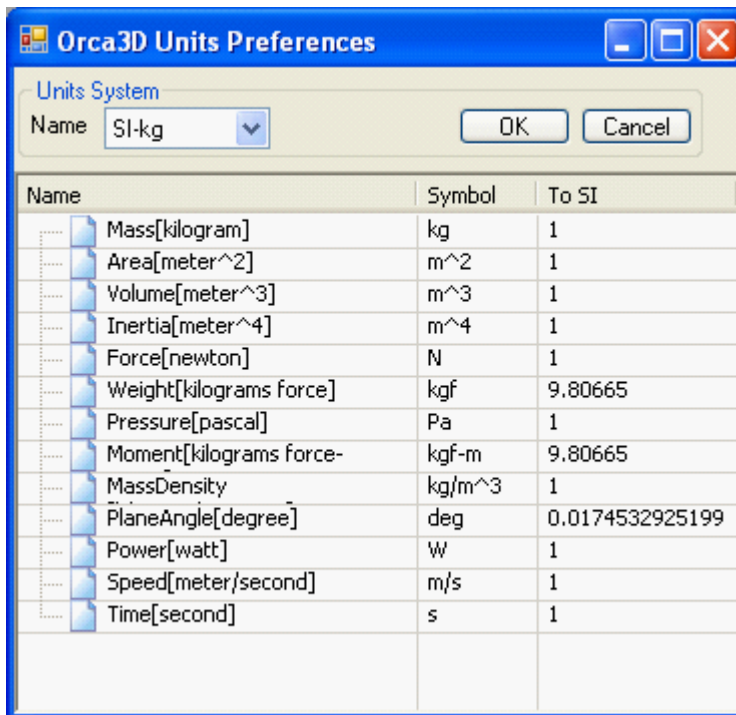 Orca3D Units Preferences
Units System
Name SI-kg OK Cancel
Name Symbol To SI
Mass[kilogram] kg 1
Area[meter^2] m^2 1
Volume[meter^3] m^3 1
Inertia[meter^4] m^4 1
Force[newton] N 1
Weight[kilograms force] kgf 9.80665
Pressure[pascal] Pa 1
Moment[kilograms force- kgf-m 9.80665
MassDensity kg/m^3 1
PlaneAngle[degree] deg 0.0174532925199
Power[watt] W 1
Speed[meter/second] m/s 1
Time[second] s 1